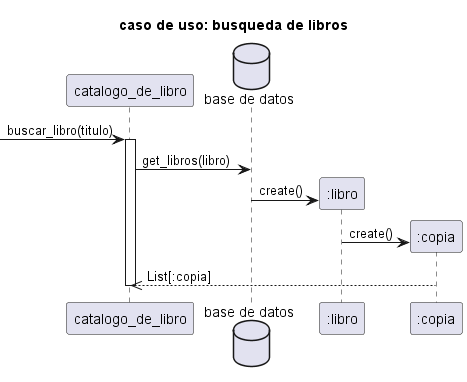 caso de uso: busqueda de libros
catalogo_de_libro
base de datos
buscar_libro(titulo)
get_libros(libro)
create()
:libro
create()
:copia
List[:copia]
catalogo_de_libro
base de datos
:libro
:copia